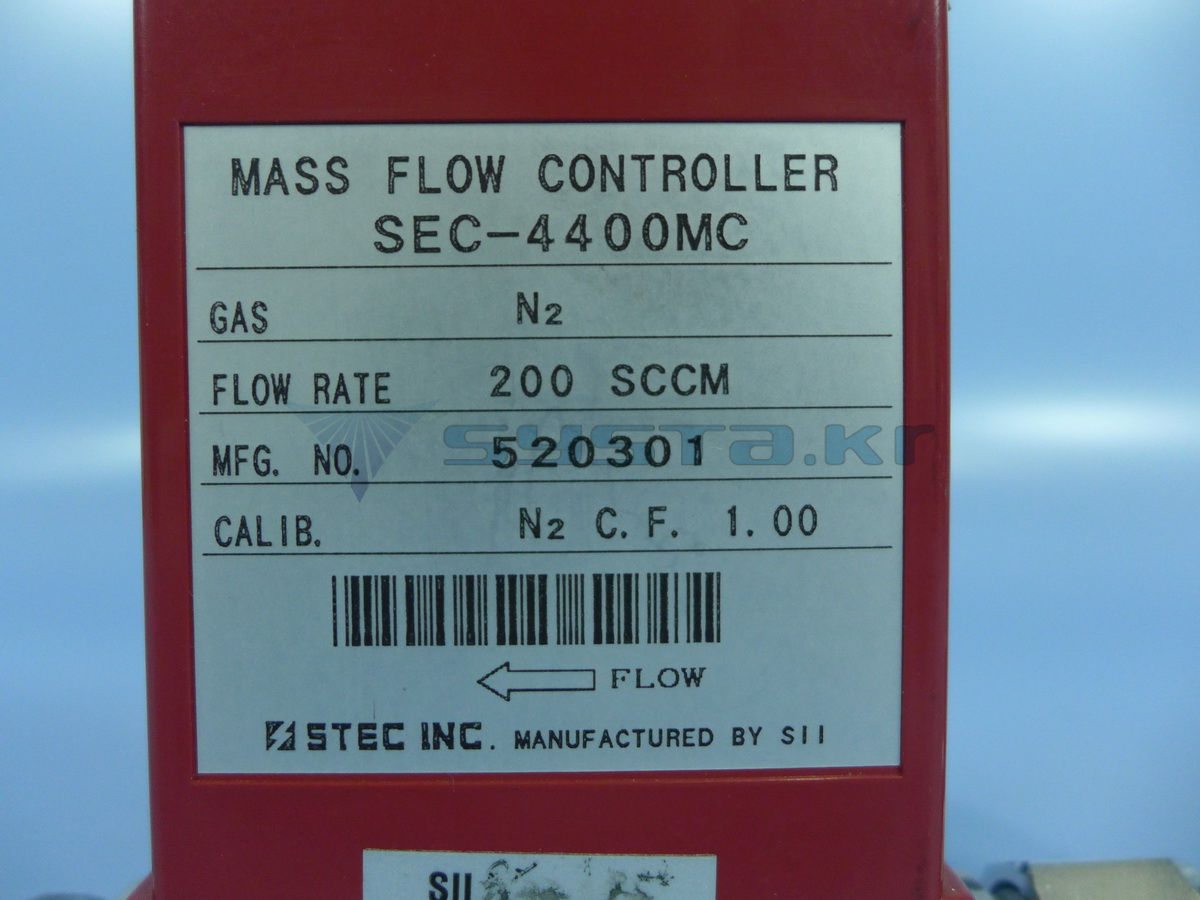 MASS FLOW CONTROLLER
SEC-4400MC
GAS N2
FLOW RATE 200 SCCM
MFG. NO. 520301
systa.kr
CALIB. N2 C.F. 1.00
FLOW
STEC INC. MANUFACTURED BY SII
SII